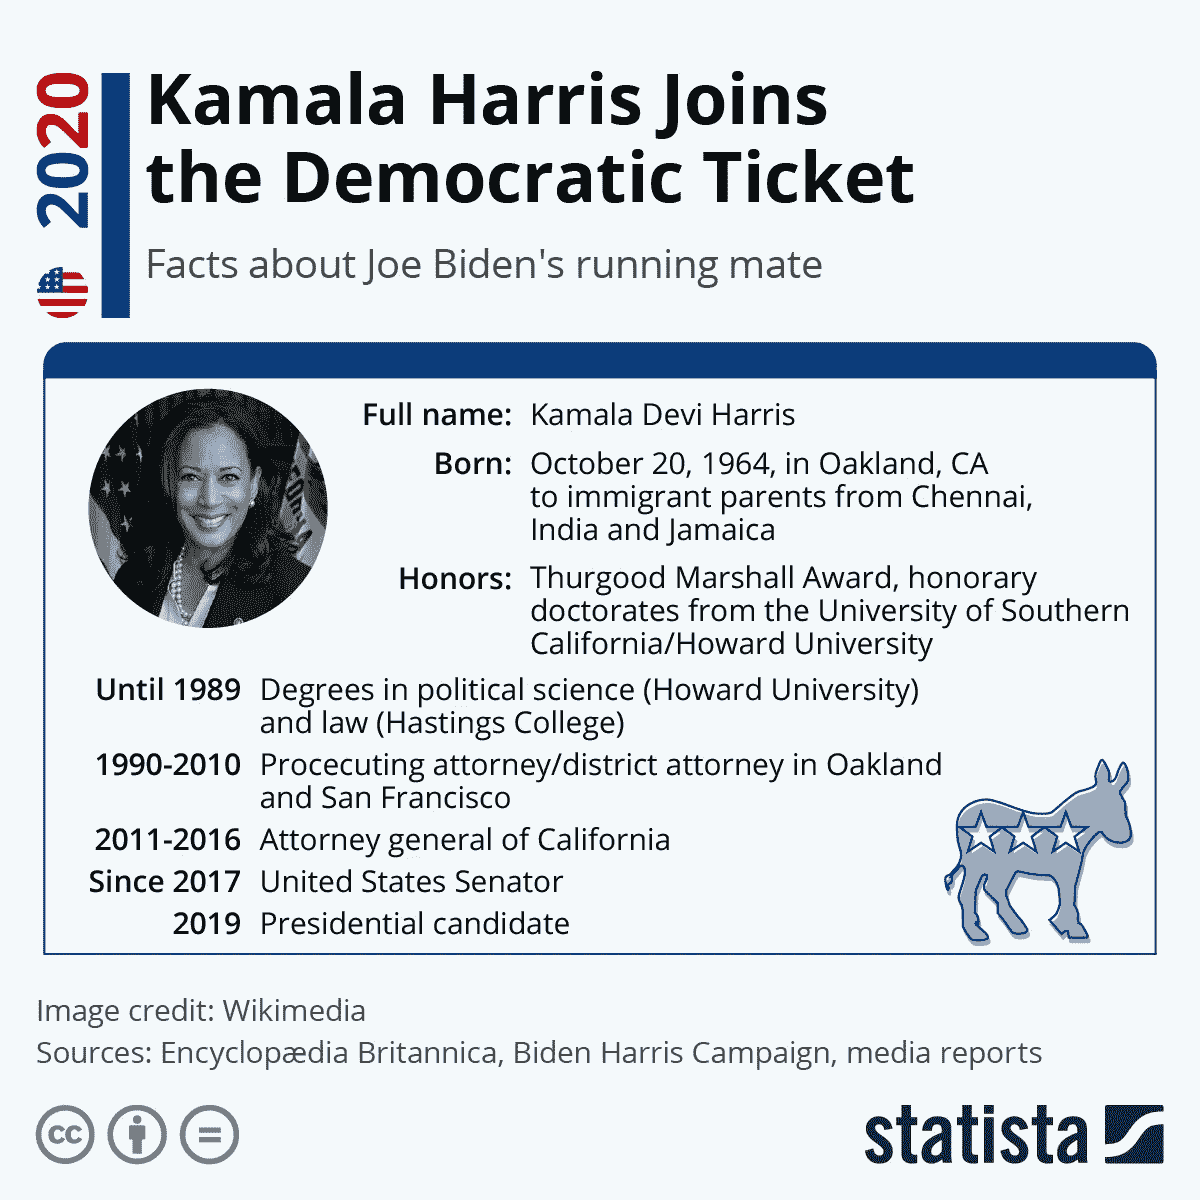 2020
Kamala Harris Joins
the Democratic Ticket
Facts about Joe Biden's running mate
Full name: Kamala Devi Harris
Born: October 20, 1964, in Oakland, CA
to immigrant parents from Chennai,
India and Jamaica
Honors: Thurgood Marshall Award, honorary
doctorates from the University of Southern
California/Howard University
Until 1989 Degrees in political science (Howard University)
and law (Hastings College)
1990-2010 Procecuting attorney/district attorney in Oakland
and San Francisco
2011-2016 Attorney general of California
Since 2017 United States Senator
2019 Presidential candidate
Image credit: Wikimedia
Sources: Encyclopædia Britannica, Biden Harris Campaign, media reports
cc
statista